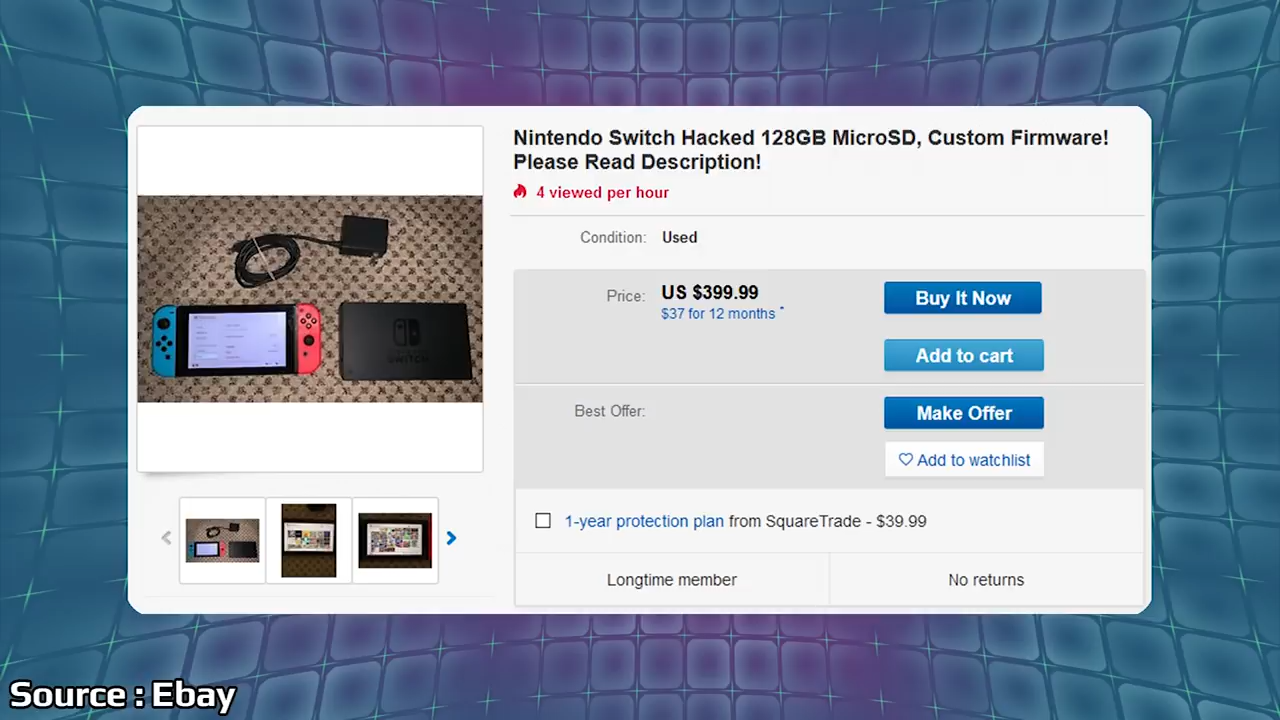 Nintendo Switch Hacked 128GB MicroSD, Custom Firmware!
Please Read Description!
4 viewed per hour
Condition: Used
Price: US $399.99
$37 for 12 months *
Buy It Now
Add to cart
Best Offer:
Make Offer
Add to watchlist
1-year protection plan from SquareTrade - $39.99
Longtime member
No returns
SWITCH
Source : Ebay